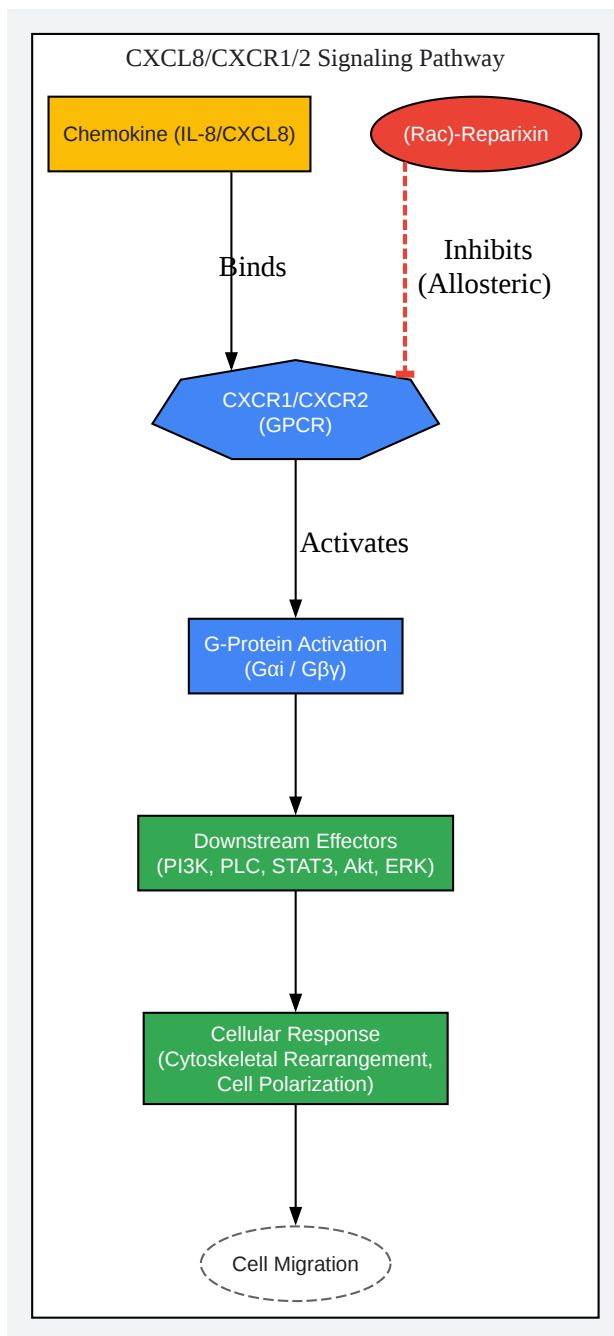 CXCL8/CXCR1/2 Signaling Pathway
Chemokine (IL-8/CXCL8)
(Rac)-Reparixin
Binds
Inhibits
(Allosteric)
CXCR1/CXCR2
(GPCR)
Activates
G-Protein Activation
(Gαi / Gβγ)
Downstream Effectors
(PI3K, PLC, STAT3, Akt, ERK)
Cellular Response
(Cytoskeletal Rearrangement,
Cell Polarization)
Cell Migration